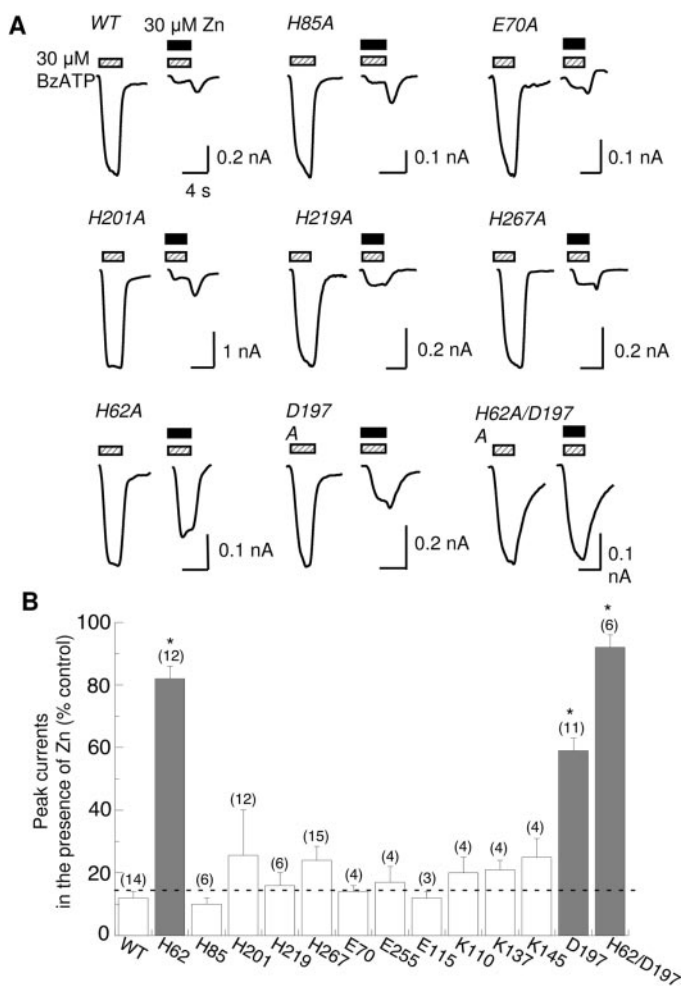 A
WT 30 µM Zn H85A E70A
30 µM
BzATP
0.2 nA 0.1 nA 0.1 nA
4 s
H201A H219A H267A
1 nA 0.2 nA 0.2 nA
H62A D197 H62A/D197
A A
0.1 nA 0.2 nA 0.1
nA
B
Peak currents
in the presence of Zn (% control)
100
80
60
40
20
0
(14) * (12) (6) (12) (6) (15) (4) (4) (3) (4) (4) (4) * (11) * (6)
WT H62 H85 H201 H219 H267 E70 E255 E115 K110 K137 K145 D197 H62/D197